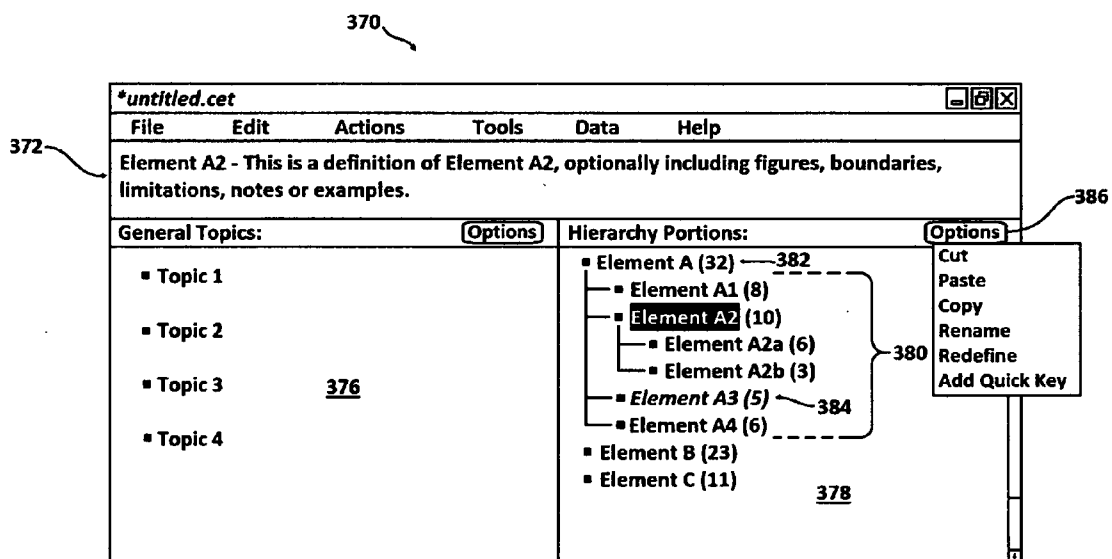 370
*untitled.cet
File Edit Actions Tools Data Help
372
Element A2 - This is a definition of Element A2, optionally including figures, boundaries,
limitations, notes or examples.
386
General Topics: Options
Hierarchy Portions: Options
Topic 1
Topic 2
Topic 3
376
Topic 4
Element A (32)
382
Element A1 (8)
Element A2 (10)
Element A2a (6)
Element A2b (3)
380
Element A3 (5)
384
Element A4 (6)
Element B (23)
Element C (11)
378
Cut
Paste
Copy
Rename
Redefine
Add Quick Key